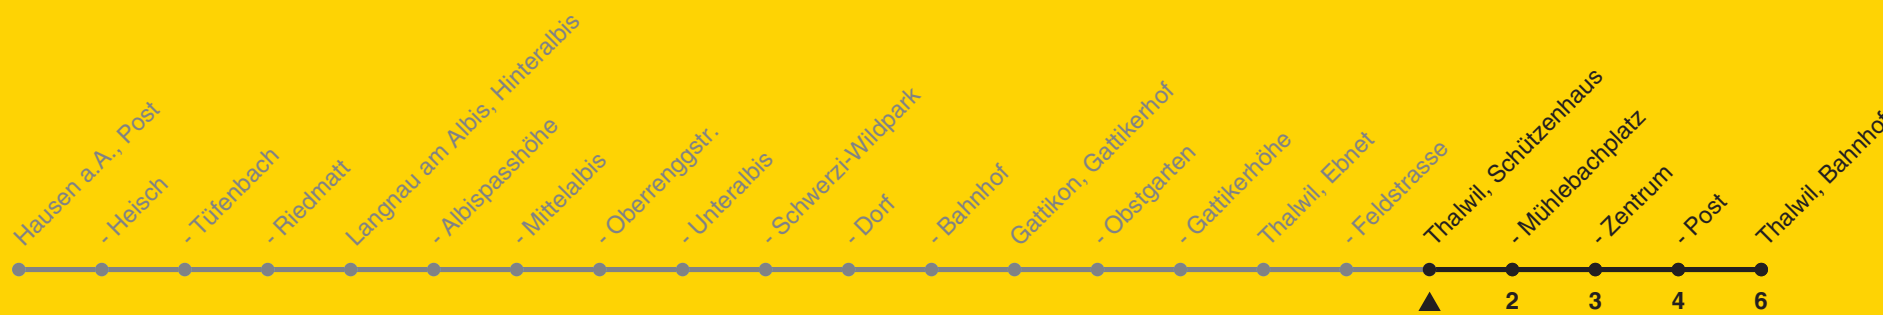 Hausen a.A., Post
- Heisch
- Tüfenbach
- Riedmatt
Langnau am Albis, Hinteralbis
- Albispasshöhe
- Mittelalbis
- Oberrenggstr.
- Unteralbis
- Schwerzi-Wildpark
- Dorf
- Bahnhof
Gattikon, Gattikerhof
- Obstgarten
- Gattikerhöhe
Thalwil, Ebnet
- Feldstrasse
Thalwil, Schützenhaus
- Mühlebachplatz
- Zentrum
- Post
Thalwil, Bahnhof
2 3 4 6